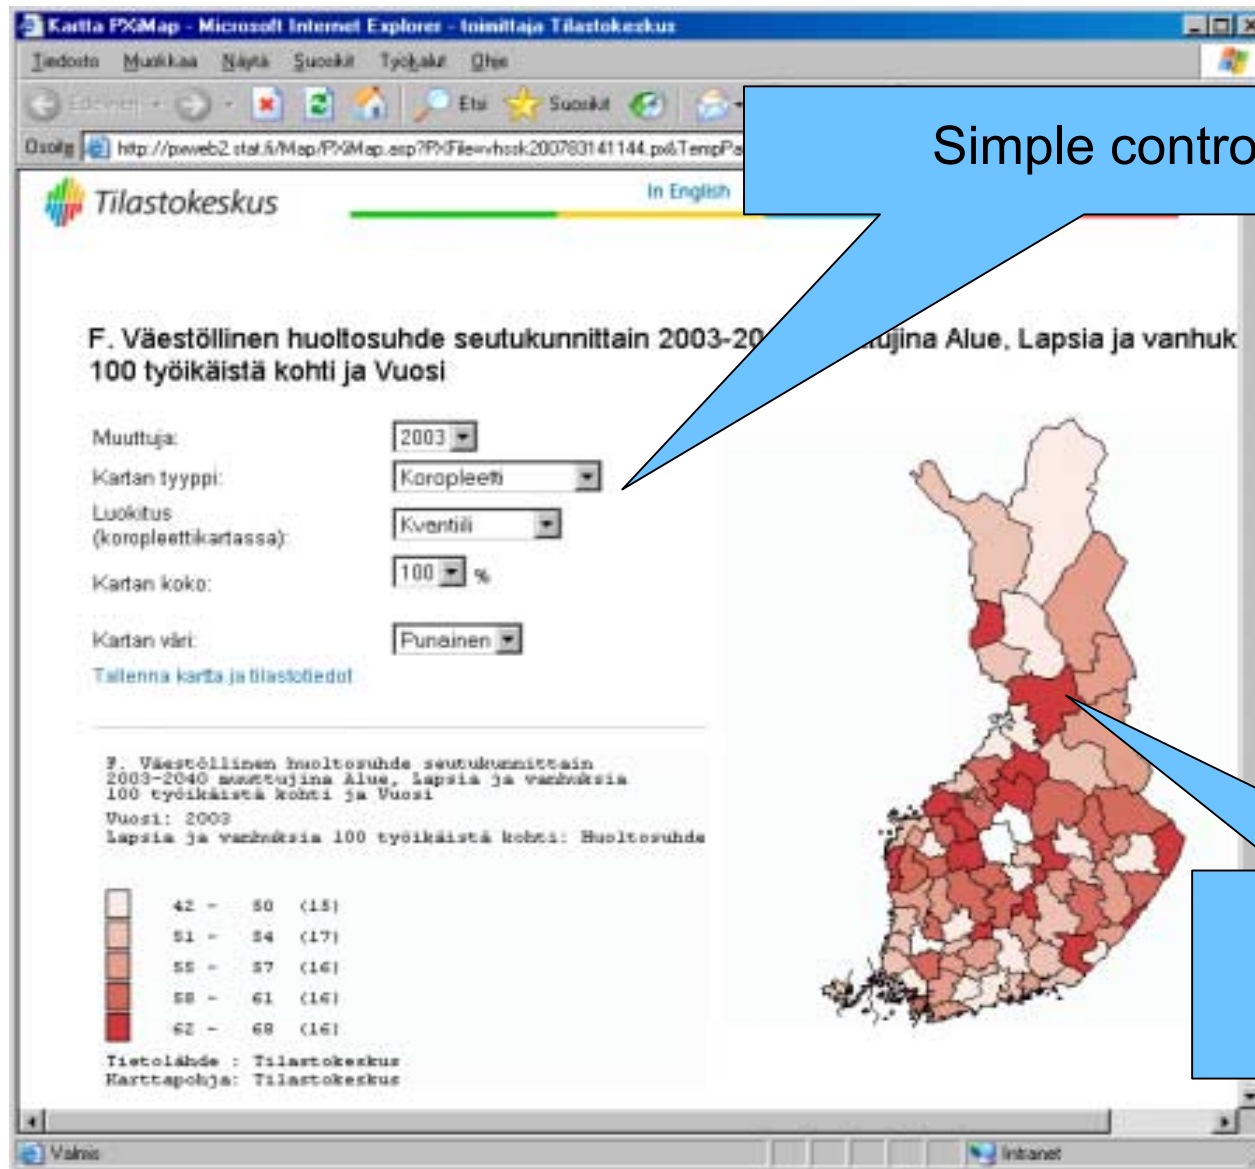 Kartta PXiMap - Microsoft Internet Explorer - toimittaja Tilastokeskus
Tiedosto Muokkaa Näytä Suosikit Työkalut Ohje
Edellinen Etsi Suosikit
Osoite http://pxweb2.stat.fi/Map/PXiMap.asp?PXFile=vhssk200783141144.px&TempPa
Simple contro
Tilastokeskus
In English
F. Väestöllinen huoltosuhde seutukunnittain 2003-20 ujina Alue, Lapsia ja vanhuk
100 työikäistä kohti ja Vuosi
Muuttuja: 2003
Kartan tyyppi: Koropleetti
Luokitus
(koropleettikartassa): Kvantiili
Kartan koko: 100 %
Kartan väri: Punainen
Tallenna kartta ja tilastotiedot
F. Väestöllinen huoltosuhde seutukunnittain
2003-2040 muuttujina Alue, Lapsia ja vanhuksia
100 työikäistä kohti ja Vuosi
Vuosi: 2003
Lapsia ja vanhuksia 100 työikäistä kohti: Huoltosuhde
42 - 50 (15)
51 - 54 (17)
55 - 57 (16)
58 - 61 (16)
62 - 68 (16)
Tietolähde : Tilastokeskus
Karttapohja: Tilastokeskus
Valmis
Intranet